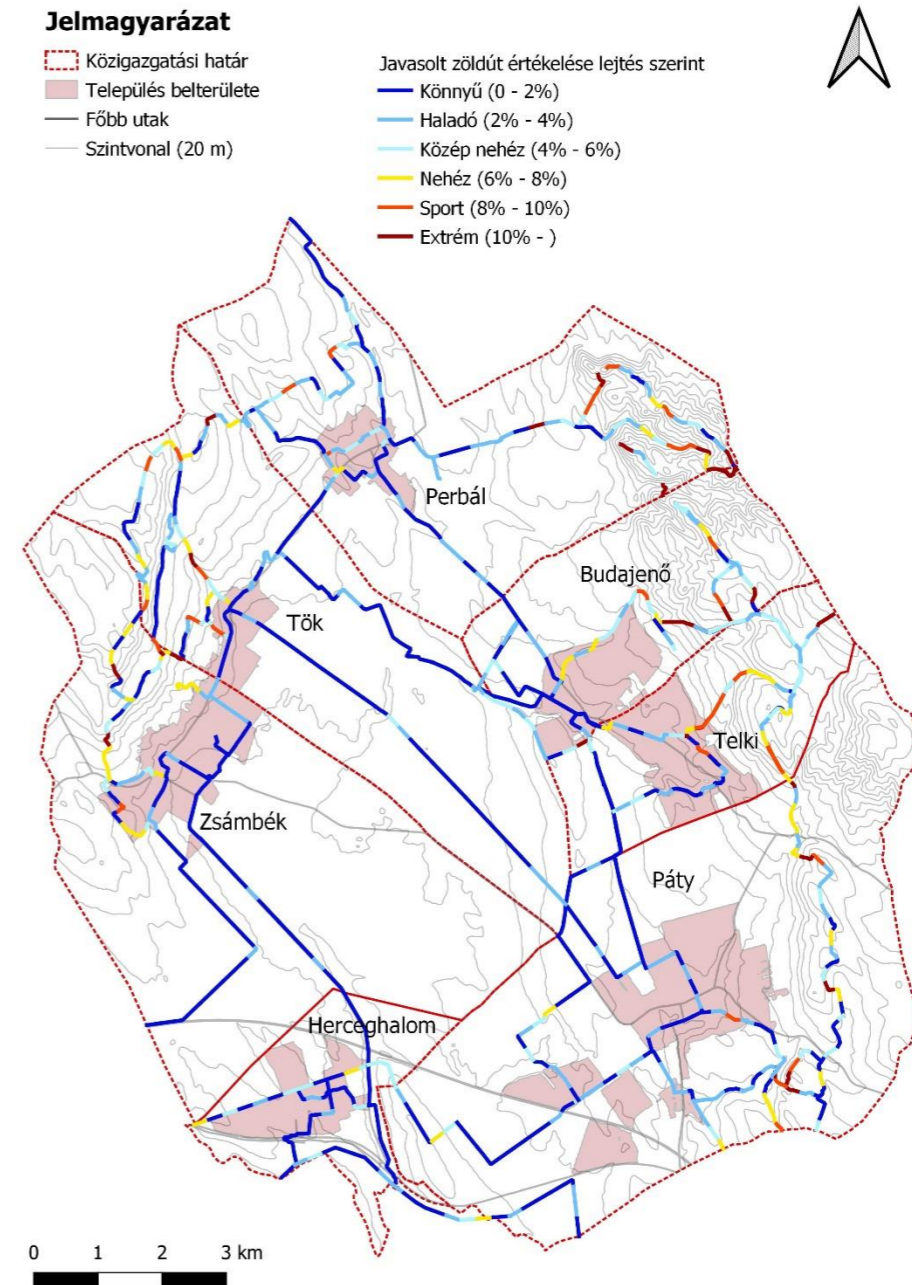 Jelmagyarázat
Közigazgatási határ
Település belterülete
Főbb utak
Szintvonal (20 m)
Javasolt zöldút értékelése lejtés szerint
Könnyű (0 - 2%)
Haladó (2% - 4%)
Közép nehéz (4% - 6%)
Nehéz (6% - 8%)
Sport (8% - 10%)
Extrém (10% - )
Perbál
Budajenő
Tök
Telki
Zsámbék
Páty
Herceghalom
0 1 2 3 km